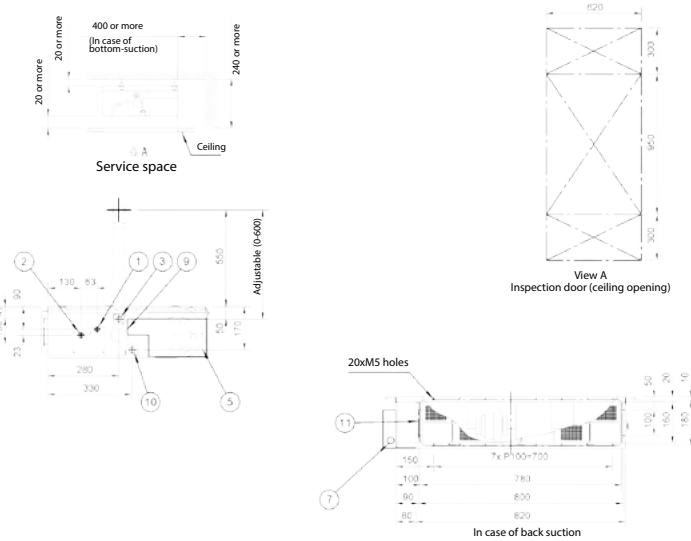 400 or more
(In case of
bottom-suction)
20 or more
20 or more
240 or more
A
Ceiling
Service space
620
300
950
300
View A
Inspection door (ceiling opening)
Adjustable (0-600)
550
2
1
3
9
130
63
90
23
50
170
280
330
10
5
20xM5 holes
50
20
10
11
100
160
180
150
7x P100=700
100
780
7
90
800
80
820
In case of back suction